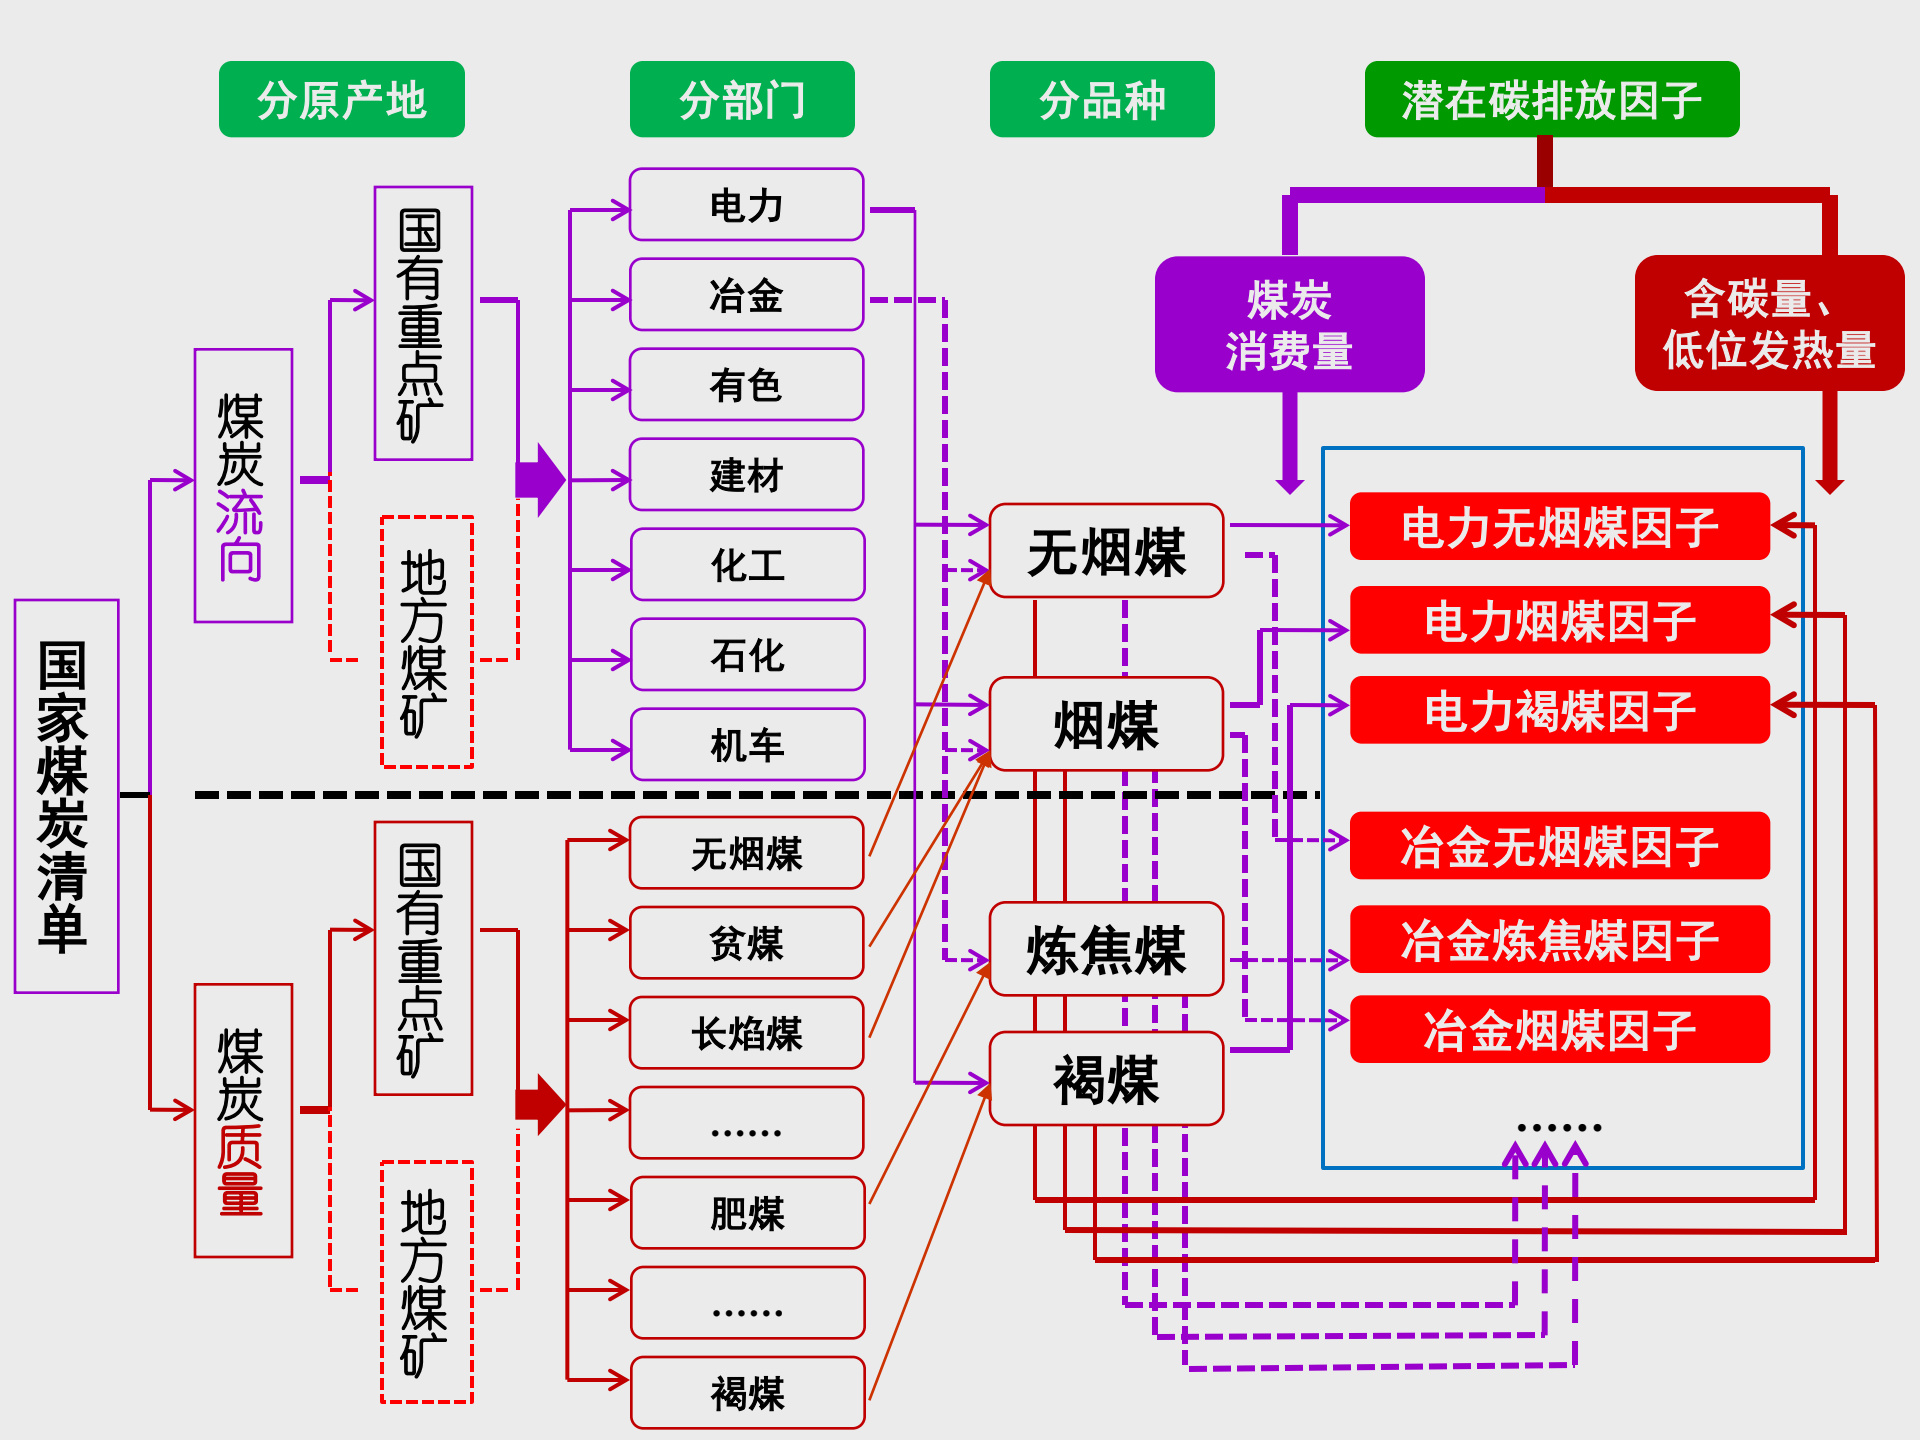 分原产地
分部门
分品种
潜在碳排放因子
国家煤炭清单
煤炭流向
国有重点矿
地方煤矿
煤炭质量
国有重点矿
地方煤矿
电力
冶金
有色
建材
化工
石化
机车
无烟煤
贫煤
长焰煤
……
肥煤
……
褐煤
无烟煤
烟煤
炼焦煤
褐煤
煤炭
消费量
含碳量、
低位发热量
电力无烟煤因子
电力烟煤因子
电力褐煤因子
冶金无烟煤因子
冶金炼焦煤因子
冶金烟煤因子
……